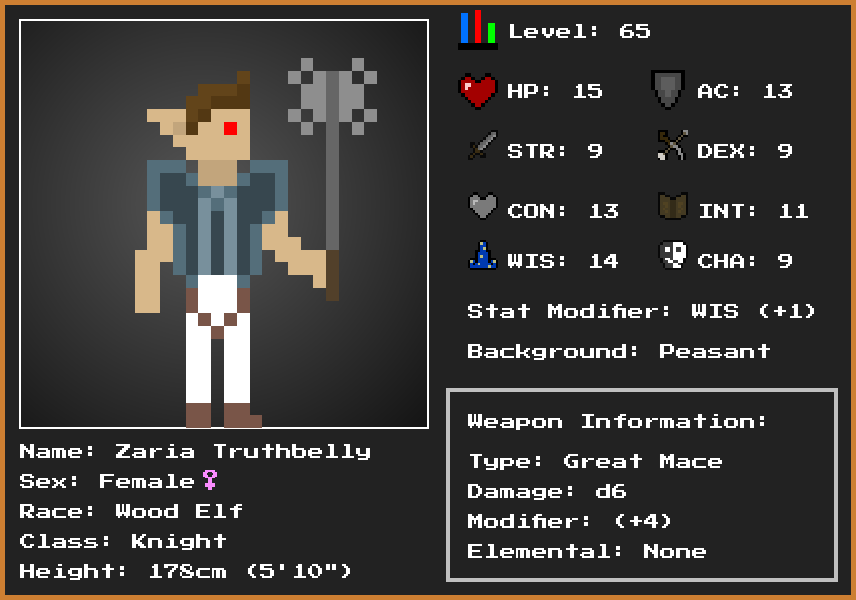 Level: 65
HP: 15
AC: 13
STR: 9
DEX: 9
CON: 13
INT: 11
WIS: 14
CHA: 9
Stat Modifier: WIS (+1)
Background: Peasant
Weapon Information:
Type: Great Mace
Damage: d6
Modifier: (+4)
Elemental: None
Name: Zaria Truthbelly
Sex: Female♀
Race: Wood Elf
Class: Knight
Height: 178cm (5'10")